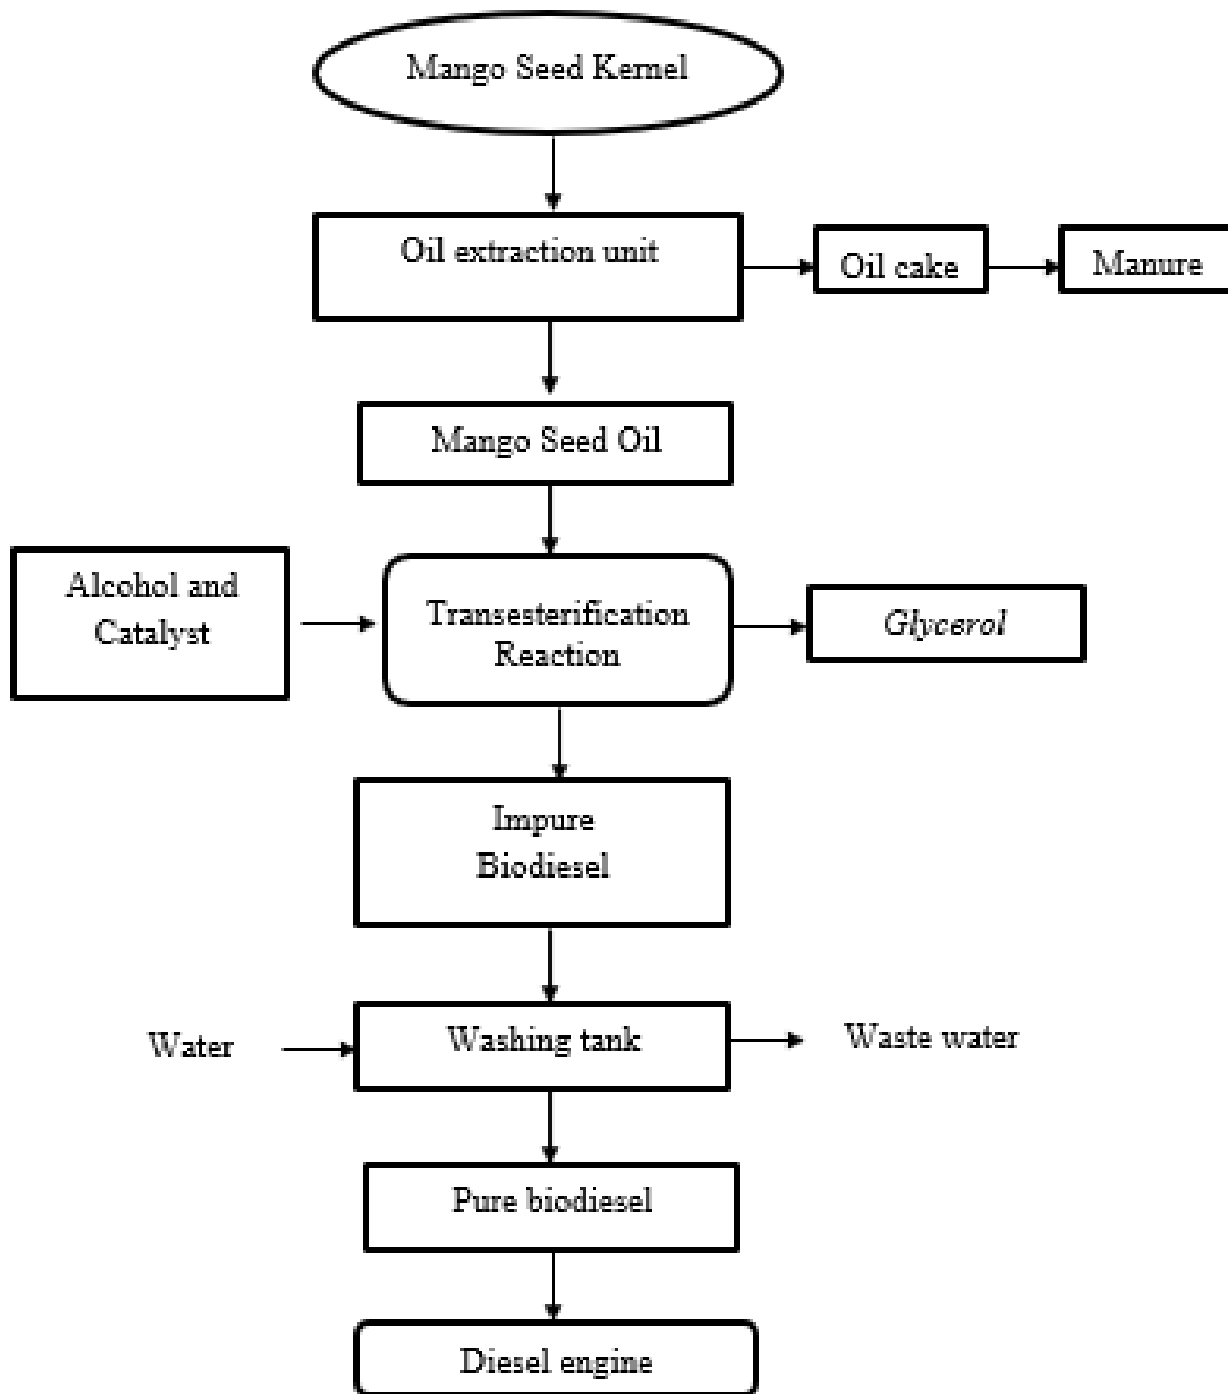 Mango Seed Kernel
Oil extraction unit
Oil cake
Manure
Mango Seed Oil
Alcohol and
Catalyst
Transesterification
Reaction
Glycerol
Impure
Biodiesel
Water
Washing tank
Waste water
Pure biodiesel
Diesel engine